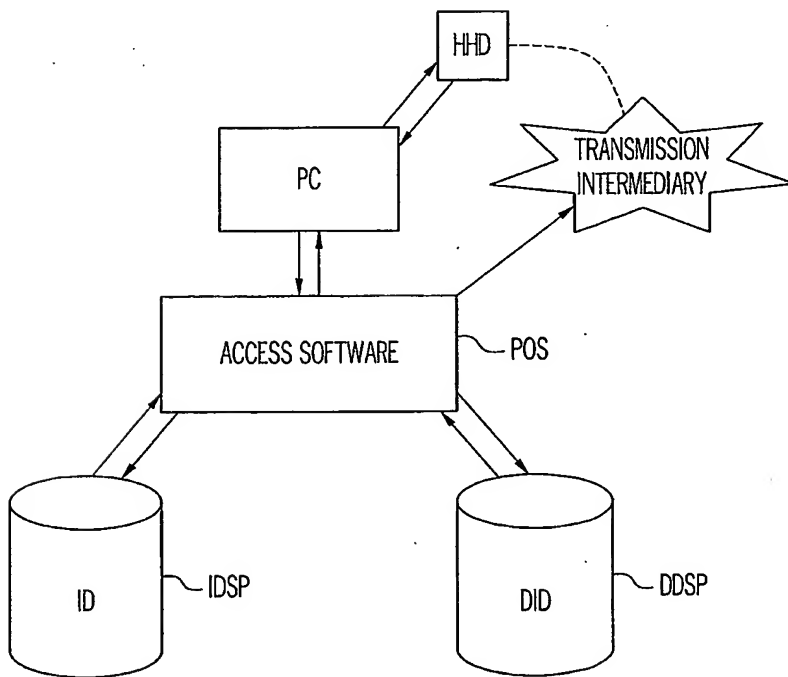 HHD
TRANSMISSION
INTERMEDIARY
PC
ACCESS SOFTWARE
POS
ID
IDSP
DID
DDSP